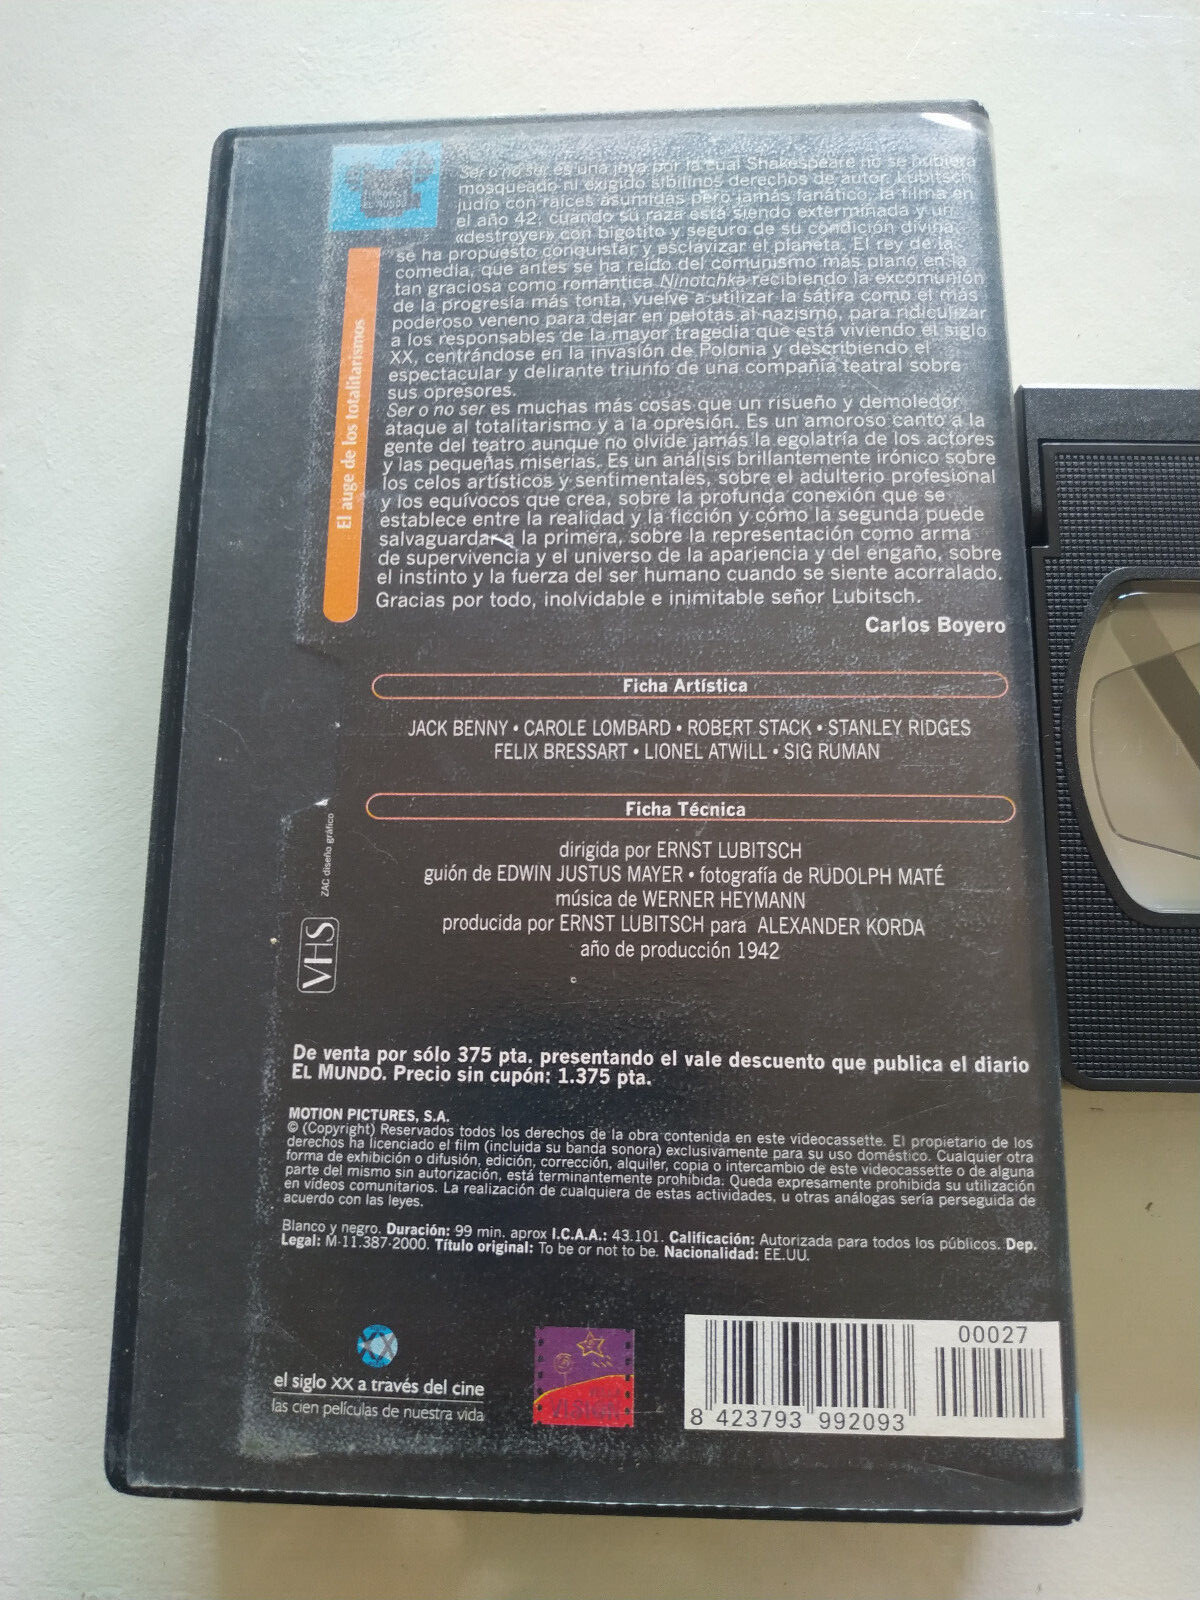 Ser o no ser es una joya por la cual Shakespeare no se hubiera
mosqueado ni exigido sibilinos derechos de autor. Lubitsch,
judío con raíces asumidas pero jamás fanático, la filma en
el año 42, cuando su raza está siendo exterminada y un
«destroyer» con bigotito y seguro de su condición divina,
se ha propuesto conquistar y esclavizar el planeta. El rey de la
comedia, que antes se ha reído del comunismo más plano en la
tan graciosa como romántica Ninotchka recibiendo la excomunión
de la progresía más tonta, vuelve a utilizar la sátira como el más
poderoso veneno para dejar en pelotas al nazismo, para ridiculizar
a los responsables de la mayor tragedia que está viviendo el siglo
XX, centrándose en la invasión de Polonia y describiendo el
espectacular y delirante triunfo de una compañía teatral sobre
sus opresores.
Ser o no ser es muchas más cosas que un risueño y demoledor
ataque al totalitarismo y a la opresión. Es un amoroso canto a la
gente del teatro aunque no olvide jamás la egolatría de los actores
y las pequeñas miserias. Es un análisis brillantemente irónico sobre
los celos artísticos y sentimentales, sobre el adulterio profesional
y los equívocos que crea, sobre la profunda conexión que se
establece entre la realidad y la ficción y cómo la segunda puede
salvaguardar a la primera, sobre la representación como arma
de supervivencia y el universo de la apariencia y del engaño, sobre
el instinto y la fuerza del ser humano cuando se siente acorralado.
Gracias por todo, inolvidable e inimitable señor Lubitsch.
Carlos Boyero
El auge de los totalitarismos
Ficha Artística
JACK BENNY • CAROLE LOMBARD • ROBERT STACK • STANLEY RIDGES
FELIX BRESSART • LIONEL ATWILL • SIG RUMAN
Ficha Técnica
dirigida por ERNST LUBITSCH
guión de EDWIN JUSTUS MAYER • fotografía de RUDOLPH MATÉ
música de WERNER HEYMANN
producida por ERNST LUBITSCH para ALEXANDER KORDA
año de producción 1942
ZAC diseño gráfico
VHS
De venta por sólo 375 pta. presentando el vale descuento que publica el diario
EL MUNDO. Precio sin cupón: 1.375 pta.
MOTION PICTURES, S.A.
© (Copyright) Reservados todos los derechos de la obra contenida en este videocassette. El propietario de los
derechos ha licenciado el film (incluida su banda sonora) exclusivamente para su uso doméstico. Cualquier otra
forma de exhibición o difusión, edición, corrección, alquiler, copia o intercambio de este videocassette o de alguna
parte del mismo sin autorización, está terminantemente prohibida. Queda expresamente prohibida su utilización
en vídeos comunitarios. La realización de cualquiera de estas actividades, u otras análogas sería perseguida de
acuerdo con las leyes.
Blanco y negro. Duración: 99 min. aprox I.C.A.A.: 43.101. Calificación: Autorizada para todos los públicos. Dep.
Legal: M-11.387-2000. Título original: To be or not to be. Nacionalidad: EE.UU.
XX
el siglo XX a través del cine
las cien películas de nuestra vida
00027
8 423793 992093